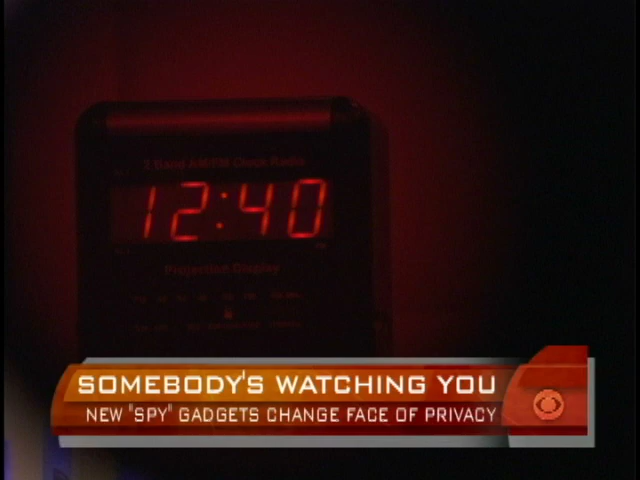 2 Band AM/FM Clock Radio
12:40
Projection Display
SOMEBODY'S WATCHING YOU
NEW "SPY" GADGETS CHANGE FACE OF PRIVACY